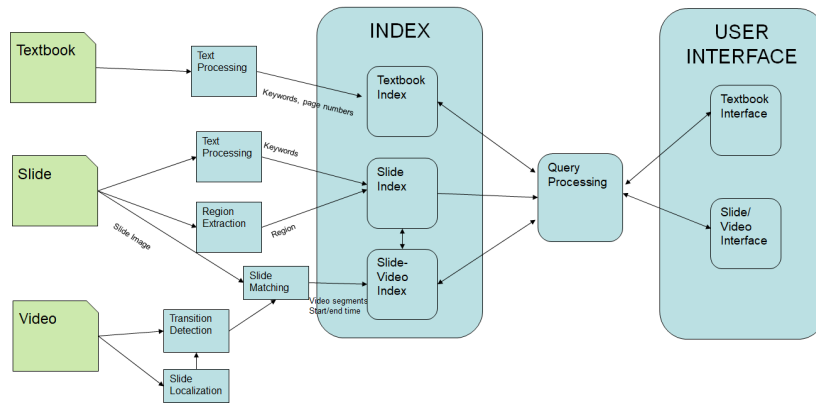 INDEX
USER
INTERFACE
Textbook
Text
Processing
Keywords, page numbers
Textbook
Index
Textbook
Interface
Slide
Text
Processing
Keywords
Region
Extraction
Region
Slide Image
Slide
Index
Query
Processing
Slide/
Video
Interface
Slide
Matching
Video segments
Start/end time
Slide-
Video
Index
Video
Transition
Detection
Slide
Localization